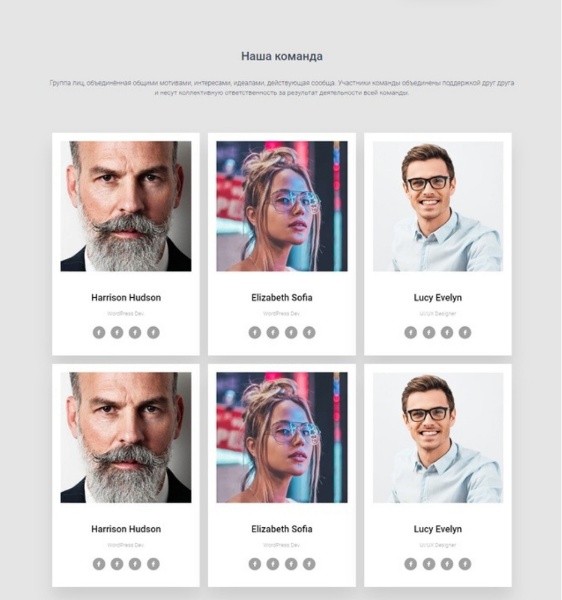 Наша команда
Группа лиц, объединённая общими мотивами, интересами, идеалами, действующая сообща. Участники команды объединены поддержкой друг друга
и несут коллективную ответственность за результат деятельности всей команды.
Harrison Hudson
Elizabeth Sofia
Lucy Evelyn
WordPress Dev
WordPress Dev
UI/UX Designer
Harrison Hudson
Elizabeth Sofia
Lucy Evelyn
WordPress Dev
WordPress Dev
UI/UX Designer